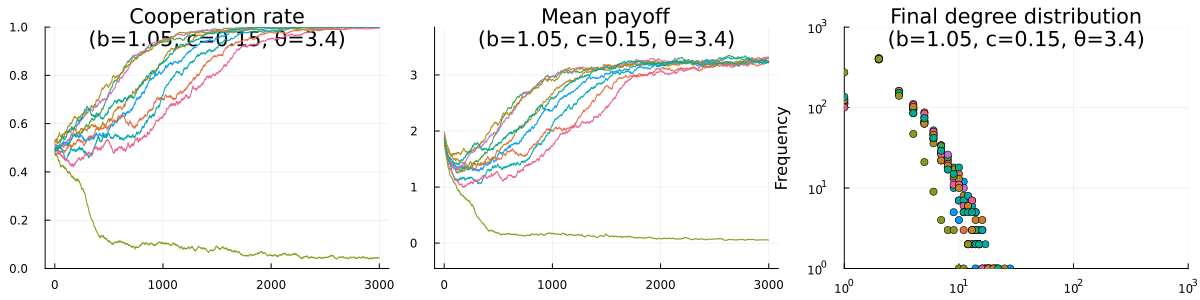 Cooperation rate
(b=1.05, c=0.15, θ=3.4)
1.0
0.8
0.6
0.4
0.2
0.0
0 1000 2000 3000
Mean payoff
(b=1.05, c=0.15, θ=3.4)
3
2
1
0
0 1000 2000 3000
Final degree distribution
(b=1.05, c=0.15, θ=3.4)
Frequency
10³
10²
10¹
10⁰
10⁰ 10¹ 10² 10³